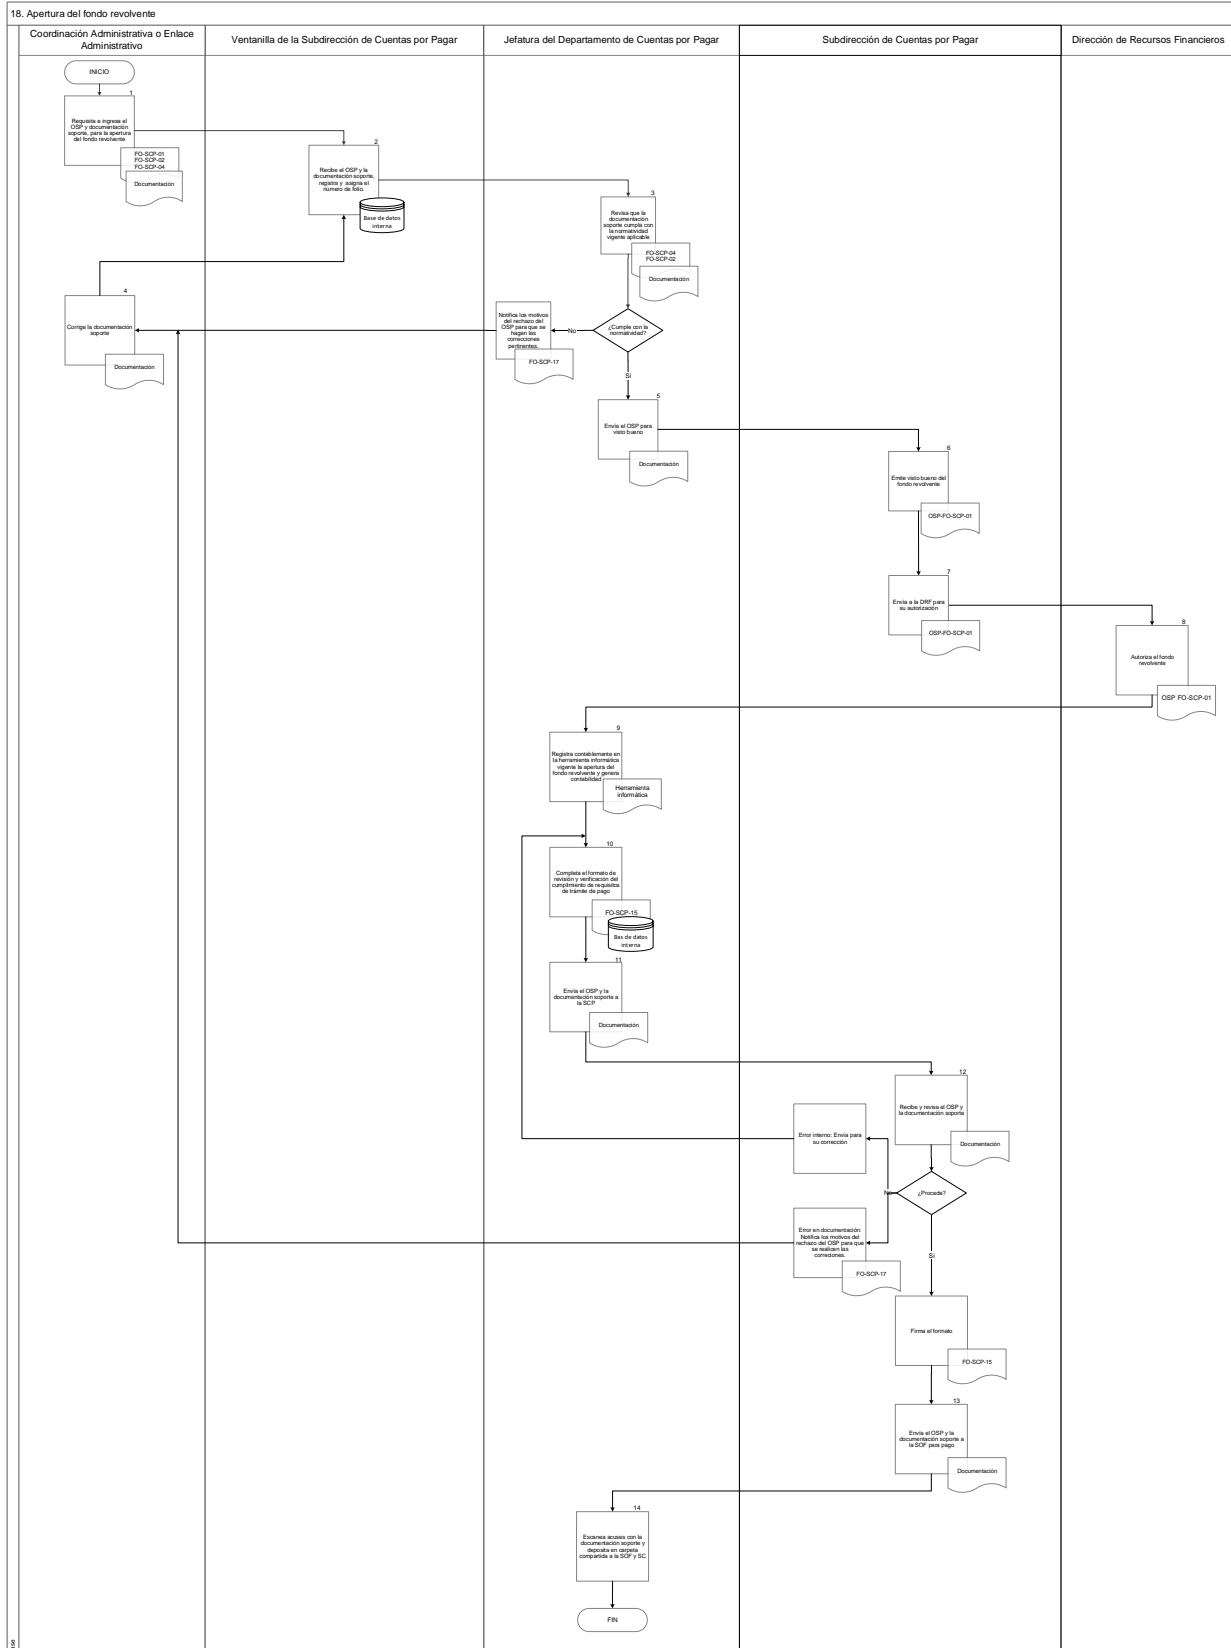 18. Apertura del fondo revolvente
Coordinación Administrativa o Enlace
Administrativo
Ventanilla de la Subdirección de Cuentas por Pagar
Jefatura del Departamento de Cuentas por Pagar
Subdirección de Cuentas por Pagar
Dirección de Recursos Financieros
INICIO
1
Requisita e ingresa el
OSP y documentación
soporte, para la apertura
del fondo revolvente
FO-SCP-01
FO-SCP-02
FO-SCP-04
Documentación
2
Recibe el OSP y la
documentación soporte,
registra y asigna el
número de folio.
Base de datos
interna
3
Revisa que la
documentación
soporte cumpla con
la normatividad
vigente aplicable
FO-SCP-04
FO-SCP-02
Documentación
4
Corrige la documentación
soporte
Documentación
Notifica los motivos
del rechazo del
OSP para que se
hagan las
correcciones
pertinentes.
FO-SCP-17
No
¿Cumple con la
normatividad?
Sí
5
Envía el OSP para
visto bueno
Documentación
6
Emite visto bueno del
fondo revolvente
OSP-FO-SCP-01
7
Envía a la DRF para
su autorización
OSP-FO-SCP-01
8
Autoriza el fondo
revolvente
OSP FO-SCP-01
9
Registra contablemente en
la herramienta informática
vigente la apertura del
fondo revolvente y genera
contabilidad
Herramienta
informática
10
Completa el formato de
revisión y verificación del
cumplimiento de requisitos
de trámite de pago
FO-SCP-15
Bas de datos
interna
11
Envía el OSP y la
documentación soporte a
la SCP
Documentación
12
Recibe y revisa el OSP y
la documentación soporte
Documentación
Error interno: Envía para
su corrección
No
¿Procede?
Error en documentación:
Notifica los motivos del
rechazo del OSP para que
se realicen las
correciones.
FO-SCP-17
Sí
Firma el formato
FO-SCP-15
13
Envía el OSP y la
documentación soporte a
la SOF para pago
Documentación
14
Escanea acuses con la
documentación soporte y
deposita en carpeta
compartida a la SOF y SC
FIN